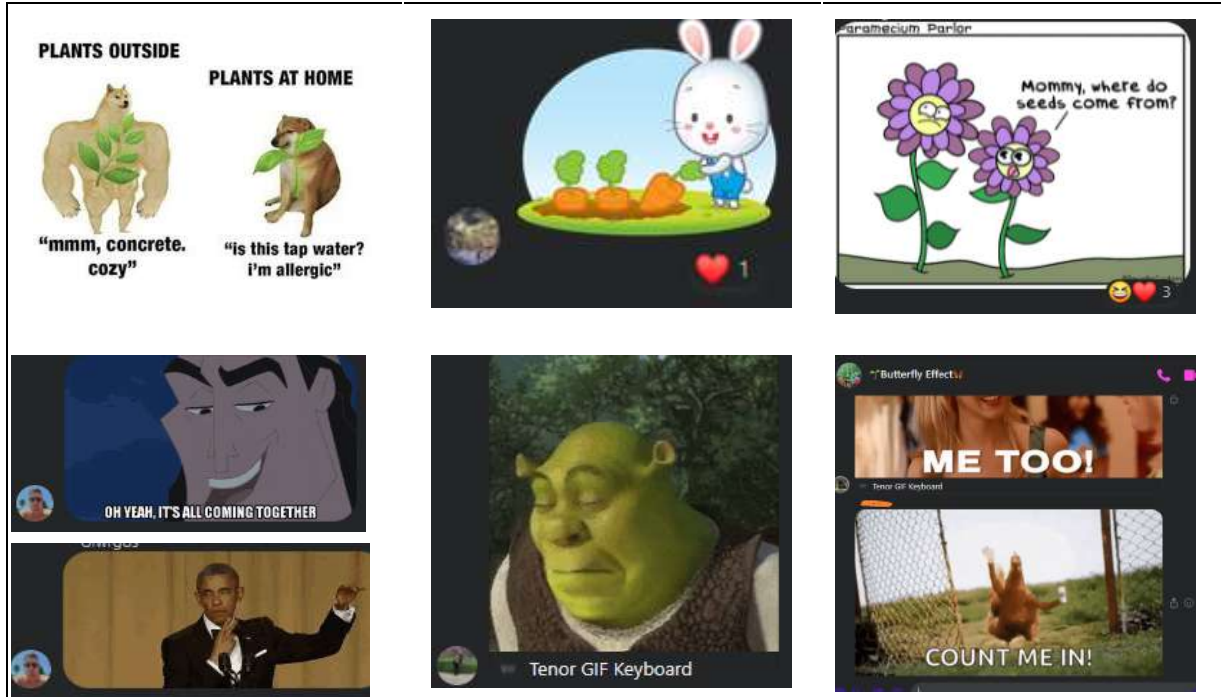 PLANTS OUTSIDE
PLANTS AT HOME
“mmm, concrete.
cozy”
“is this tap water?
i’m allergic”
1
Paramecium Parlor
Mommy, where do
seeds come from?
3
OH YEAH, IT'S ALL COMING TOGETHER
Tenor GIF Keyboard
Butterfly Effect
ME TOO!
Tenor GIF Keyboard
COUNT ME IN!